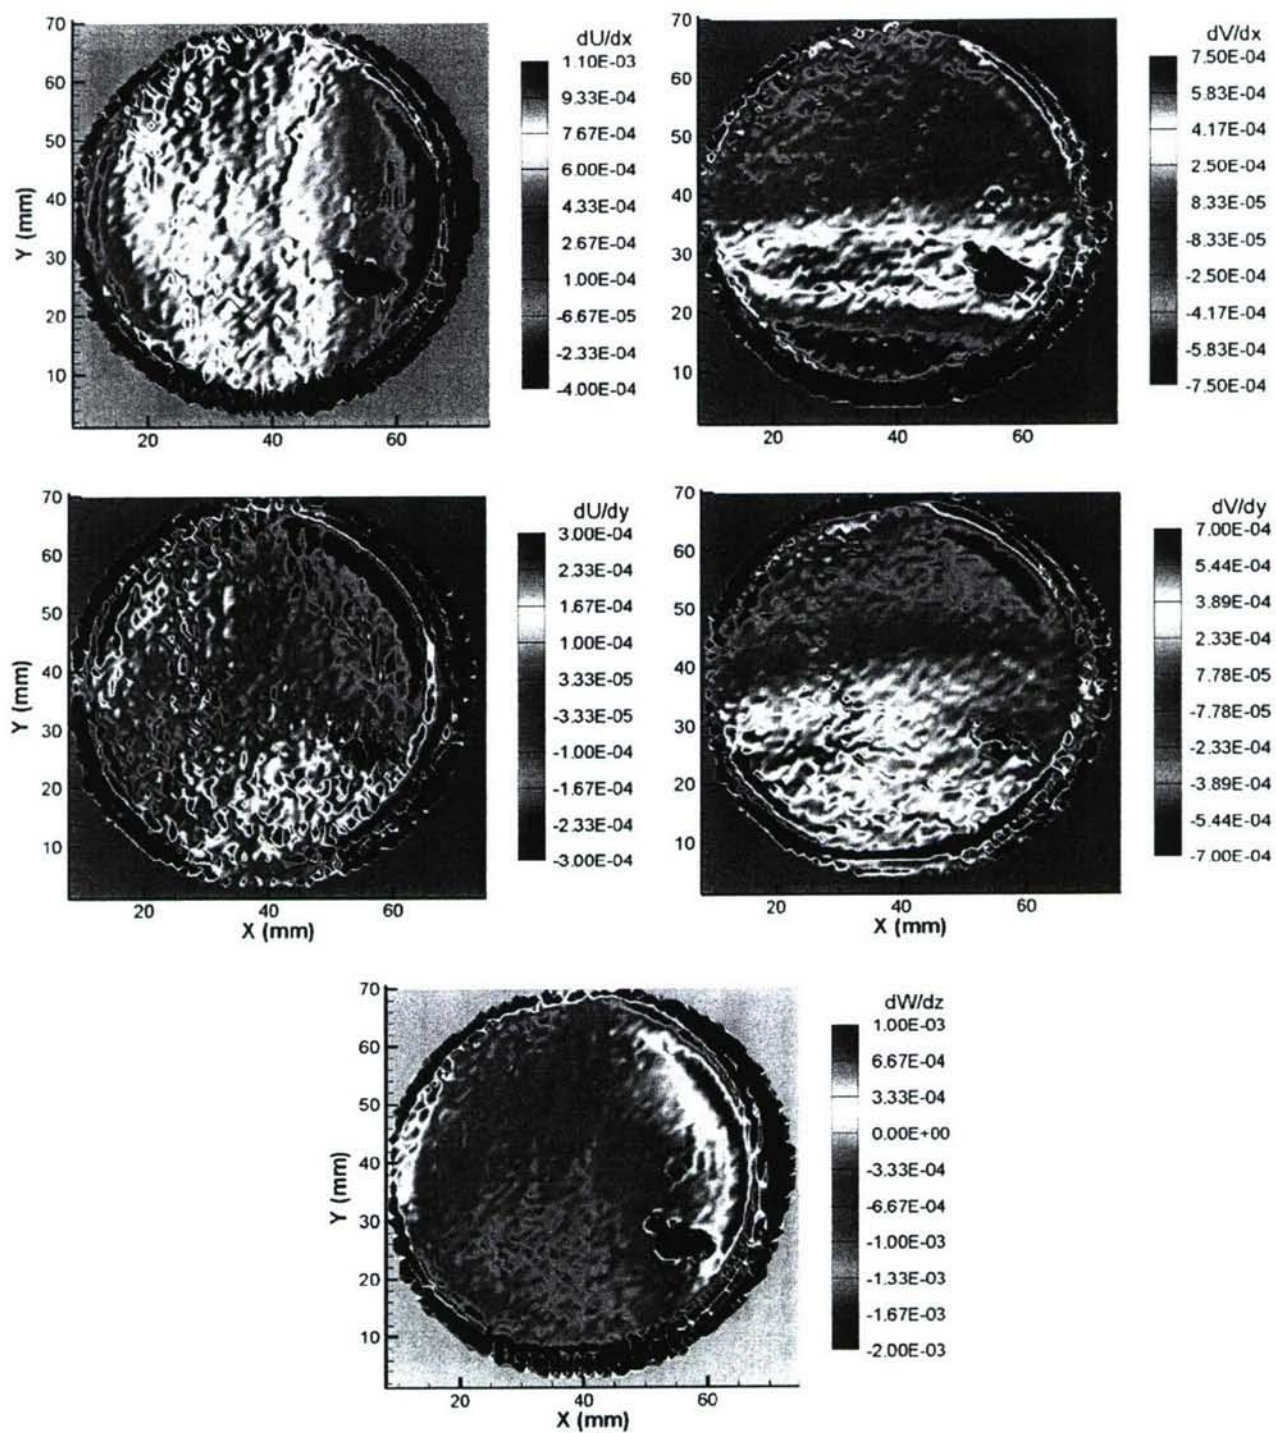 dU/dx
1.10E-03
9.33E-04
7.67E-04
6.00E-04
4.33E-04
2.67E-04
1.00E-04
-6.67E-05
-2.33E-04
-4.00E-04
70
60
50
40
30
20
10
Y (mm)
20 40 60
dV/dx
7.50E-04
5.83E-04
4.17E-04
2.50E-04
8.33E-05
-8.33E-05
-2.50E-04
-4.17E-04
-5.83E-04
-7.50E-04
70
60
50
40
30
20
10
20 40 60
dU/dy
3.00E-04
2.33E-04
1.67E-04
1.00E-04
3.33E-05
-3.33E-05
-1.00E-04
-1.67E-04
-2.33E-04
-3.00E-04
70
60
50
40
30
20
10
Y (mm)
20 40 60
X (mm)
dV/dy
7.00E-04
5.44E-04
3.89E-04
2.33E-04
7.78E-05
-7.78E-05
-2.33E-04
-3.89E-04
-5.44E-04
-7.00E-04
70
60
50
40
30
20
10
20 40 60
X (mm)
dW/dz
1.00E-03
6.67E-04
3.33E-04
0.00E+00
-3.33E-04
-6.67E-04
-1.00E-03
-1.33E-03
-1.67E-03
-2.00E-03
70
60
50
40
30
20
10
Y (mm)
20 40 60
X (mm)